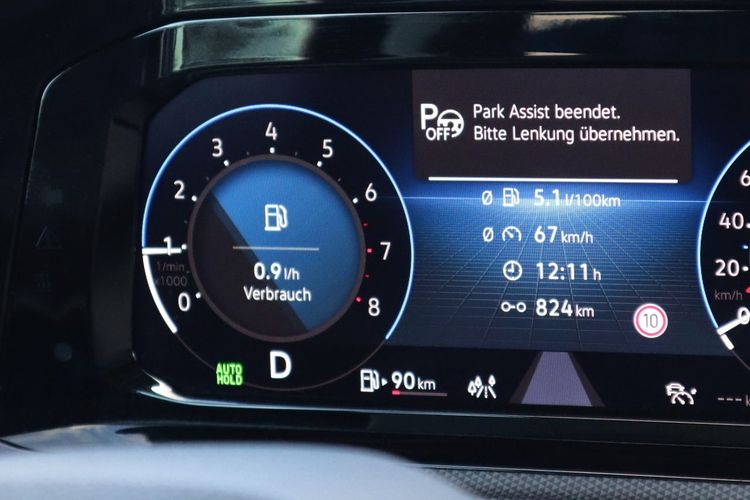 P OFF
Park Assist beendet.
Bitte Lenkung übernehmen.
Ø 5.1 l/100km
Ø 67 km/h
12:11 h
824 km
10
0 1 2 3 4 5 6 7 8
1/min
x1000
0.9 l/h
Verbrauch
AUTO
HOLD
D
90 km
40
20
km/h
0
---